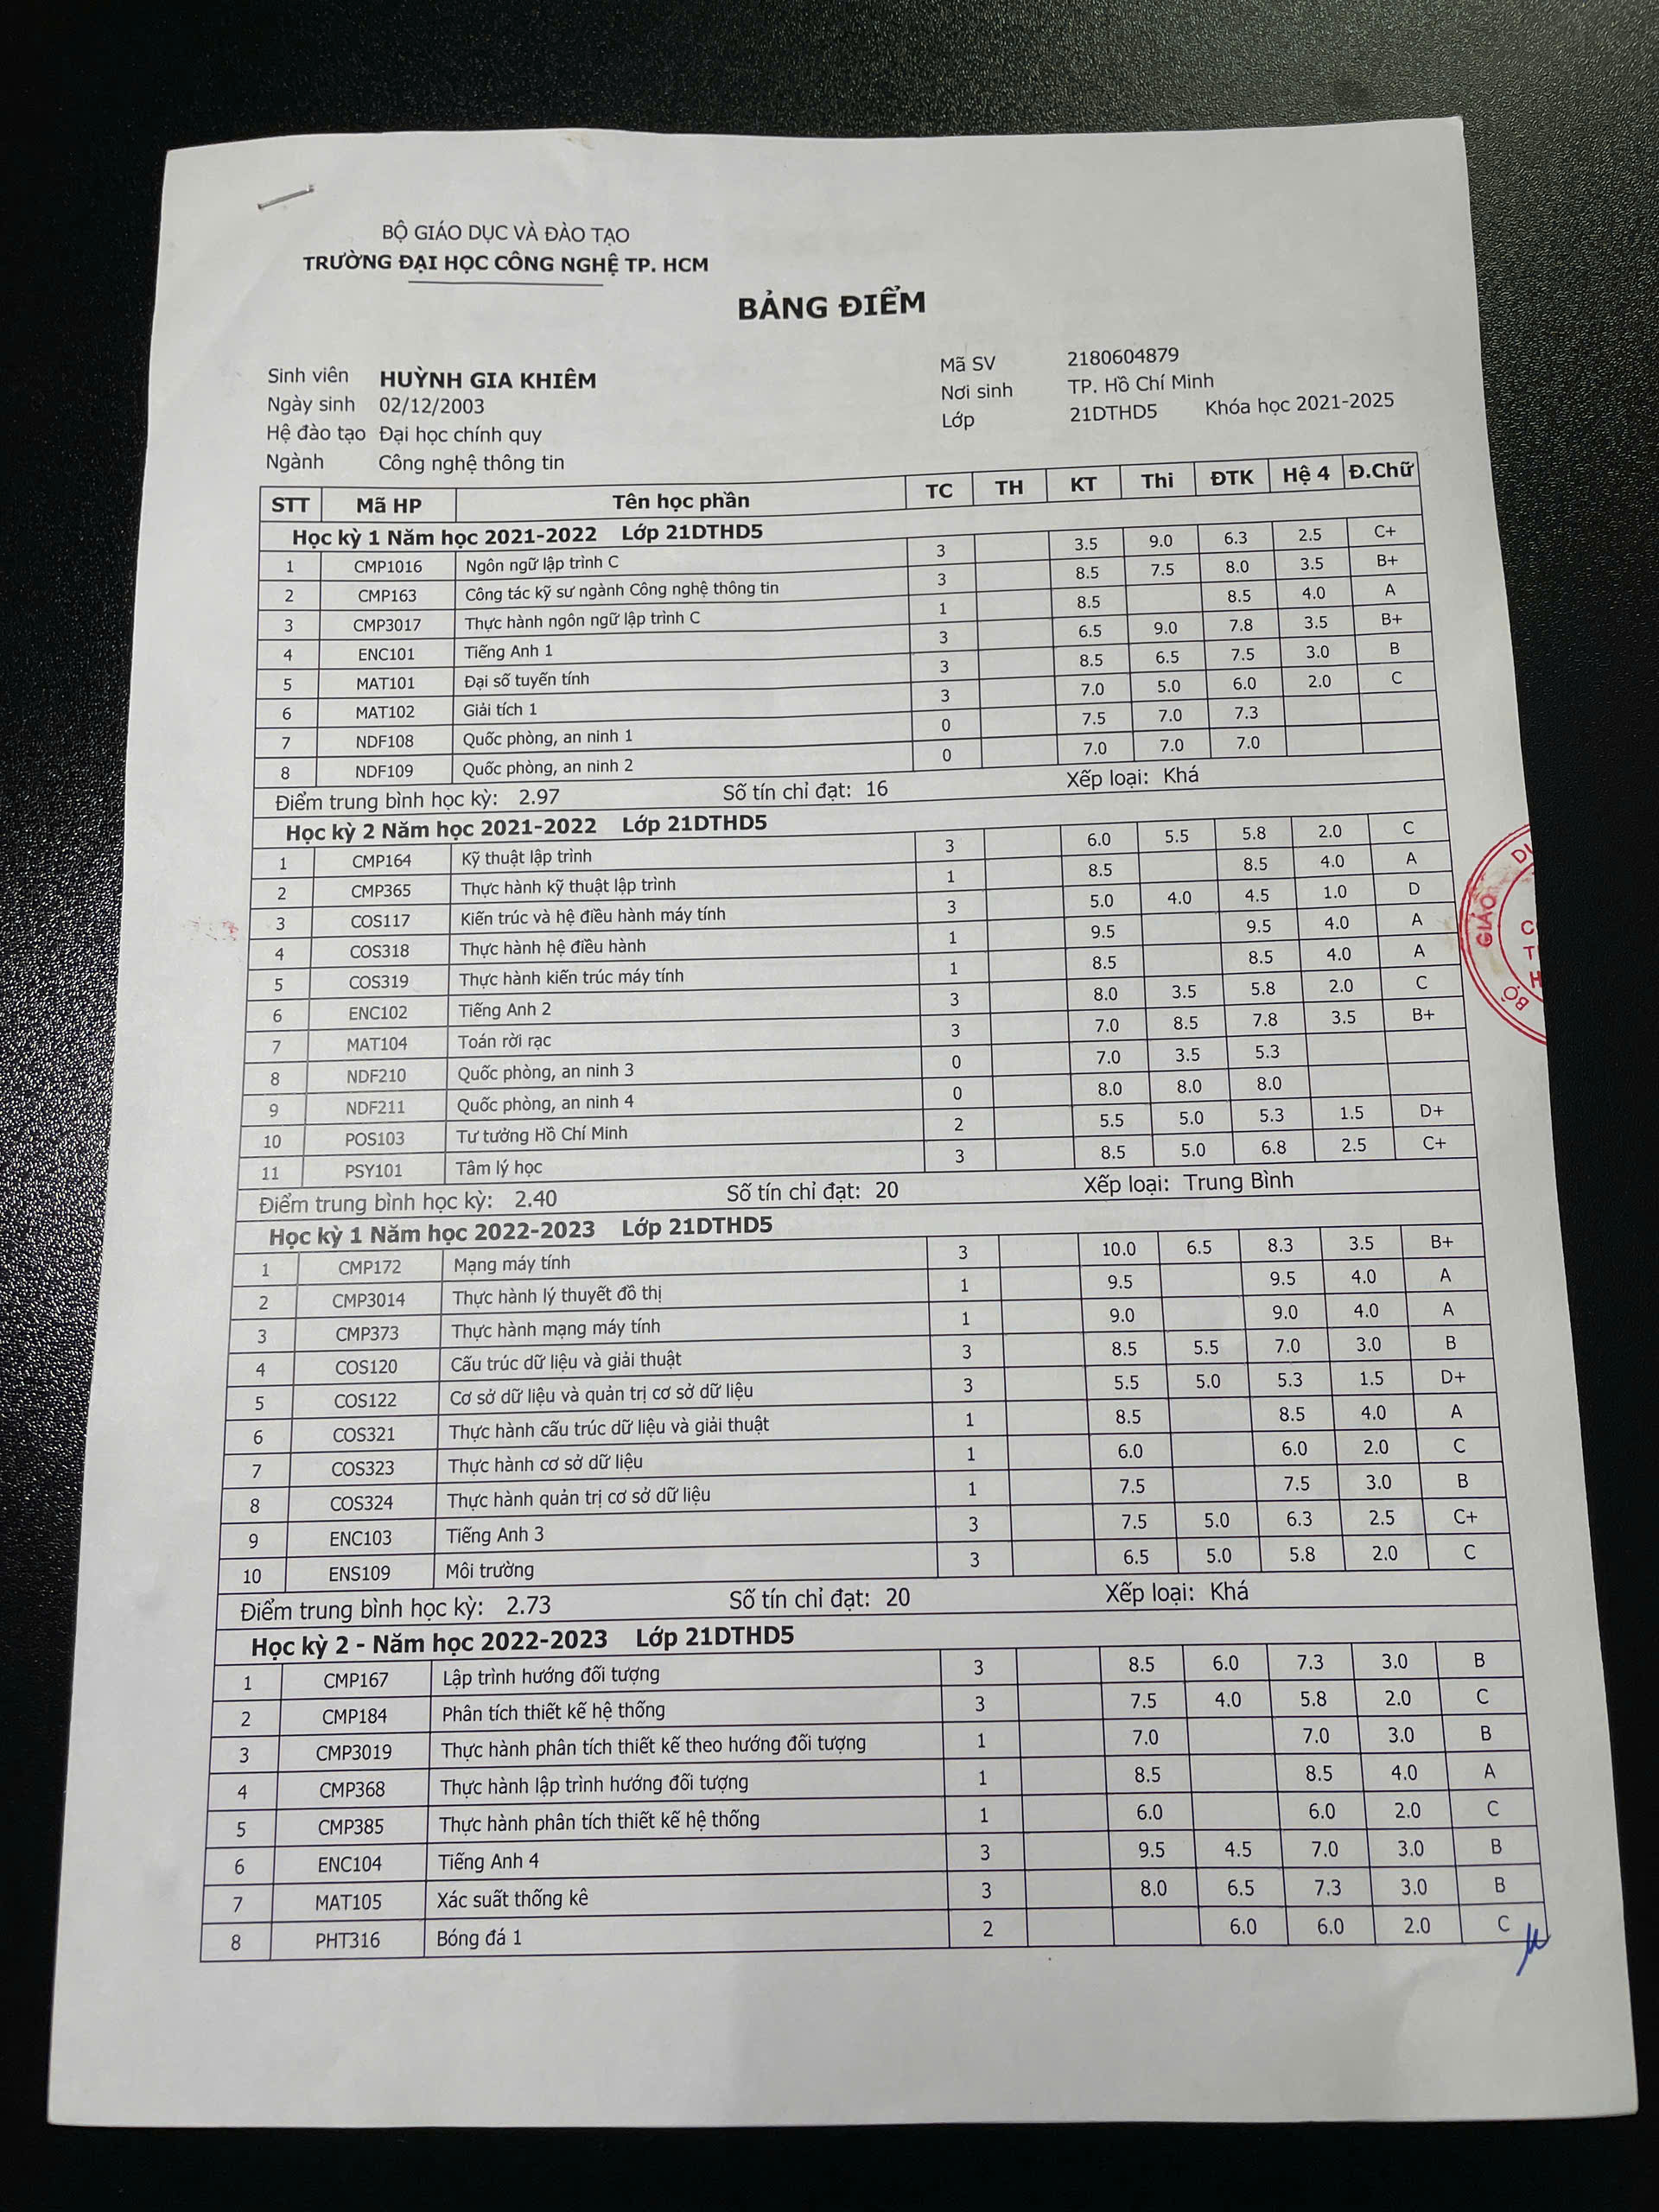 BỘ GIÁO DỤC VÀ ĐÀO TẠO
TRƯỜNG ĐẠI HỌC CÔNG NGHỆ TP. HCM
BẢNG ĐIỂM
Sinh viên HUỲNH GIA KHIÊM Mã SV 2180604879
Ngày sinh 02/12/2003 Nơi sinh TP. Hồ Chí Minh
Hệ đào tạo Đại học chính quy Lớp 21DTHD5 Khóa học 2021-2025
Ngành Công nghệ thông tin
STT Mã HP Tên học phần TC TH KT Thi ĐTK Hệ 4 Đ.Chữ
Học kỳ 1 Năm học 2021-2022 Lớp 21DTHD5
1 CMP1016 Ngôn ngữ lập trình C 3 3.5 9.0 6.3 2.5 C+
2 CMP163 Công tác kỹ sư ngành Công nghệ thông tin 3 8.5 7.5 8.0 3.5 B+
3 CMP3017 Thực hành ngôn ngữ lập trình C 1 8.5 8.5 4.0 A
4 ENC101 Tiếng Anh 1 3 6.5 9.0 7.8 3.5 B+
5 MAT101 Đại số tuyến tính 3 8.5 6.5 7.5 3.0 B
6 MAT102 Giải tích 1 3 7.0 5.0 6.0 2.0 C
7 NDF108 Quốc phòng, an ninh 1 0 7.5 7.0 7.3
8 NDF109 Quốc phòng, an ninh 2 0 7.0 7.0 7.0
Điểm trung bình học kỳ: 2.97 Số tín chỉ đạt: 16 Xếp loại: Khá
Học kỳ 2 Năm học 2021-2022 Lớp 21DTHD5
1 CMP164 Kỹ thuật lập trình 3 6.0 5.5 5.8 2.0 C
2 CMP365 Thực hành kỹ thuật lập trình 1 8.5 8.5 4.0 A
3 COS117 Kiến trúc và hệ điều hành máy tính 3 5.0 4.0 4.5 1.0 D
4 COS318 Thực hành hệ điều hành 1 9.5 9.5 4.0 A
5 COS319 Thực hành kiến trúc máy tính 1 8.5 8.5 4.0 A
6 ENC102 Tiếng Anh 2 3 8.0 3.5 5.8 2.0 C
7 MAT104 Toán rời rạc 3 7.0 8.5 7.8 3.5 B+
8 NDF210 Quốc phòng, an ninh 3 0 7.0 3.5 5.3
9 NDF211 Quốc phòng, an ninh 4 0 8.0 8.0 8.0
10 POS103 Tư tưởng Hồ Chí Minh 2 5.5 5.0 5.3 1.5 D+
11 PSY101 Tâm lý học 3 8.5 5.0 6.8 2.5 C+
Điểm trung bình học kỳ: 2.40 Số tín chỉ đạt: 20 Xếp loại: Trung Bình
Học kỳ 1 Năm học 2022-2023 Lớp 21DTHD5
1 CMP172 Mạng máy tính 3 10.0 6.5 8.3 3.5 B+
2 CMP3014 Thực hành lý thuyết đồ thị 1 9.5 9.5 4.0 A
3 CMP373 Thực hành mạng máy tính 1 9.0 9.0 4.0 A
4 COS120 Cấu trúc dữ liệu và giải thuật 3 8.5 5.5 7.0 3.0 B
5 COS122 Cơ sở dữ liệu và quản trị cơ sở dữ liệu 3 5.5 5.0 5.3 1.5 D+
6 COS321 Thực hành cấu trúc dữ liệu và giải thuật 1 8.5 8.5 4.0 A
7 COS323 Thực hành cơ sở dữ liệu 1 6.0 6.0 2.0 C
8 COS324 Thực hành quản trị cơ sở dữ liệu 1 7.5 7.5 3.0 B
9 ENC103 Tiếng Anh 3 3 7.5 5.0 6.3 2.5 C+
10 ENS109 Môi trường 3 6.5 5.0 5.8 2.0 C
Điểm trung bình học kỳ: 2.73 Số tín chỉ đạt: 20 Xếp loại: Khá
Học kỳ 2 - Năm học 2022-2023 Lớp 21DTHD5
1 CMP167 Lập trình hướng đối tượng 3 8.5 6.0 7.3 3.0 B
2 CMP184 Phân tích thiết kế hệ thống 3 7.5 4.0 5.8 2.0 C
3 CMP3019 Thực hành phân tích thiết kế theo hướng đối tượng 1 7.0 7.0 3.0 B
4 CMP368 Thực hành lập trình hướng đối tượng 1 8.5 8.5 4.0 A
5 CMP385 Thực hành phân tích thiết kế hệ thống 1 6.0 6.0 2.0 C
6 ENC104 Tiếng Anh 4 3 9.5 4.5 7.0 3.0 B
7 MAT105 Xác suất thống kê 3 8.0 6.5 7.3 3.0 B
8 PHT316 Bóng đá 1 2 6.0 6.0 2.0 C
BỘ GIÁO